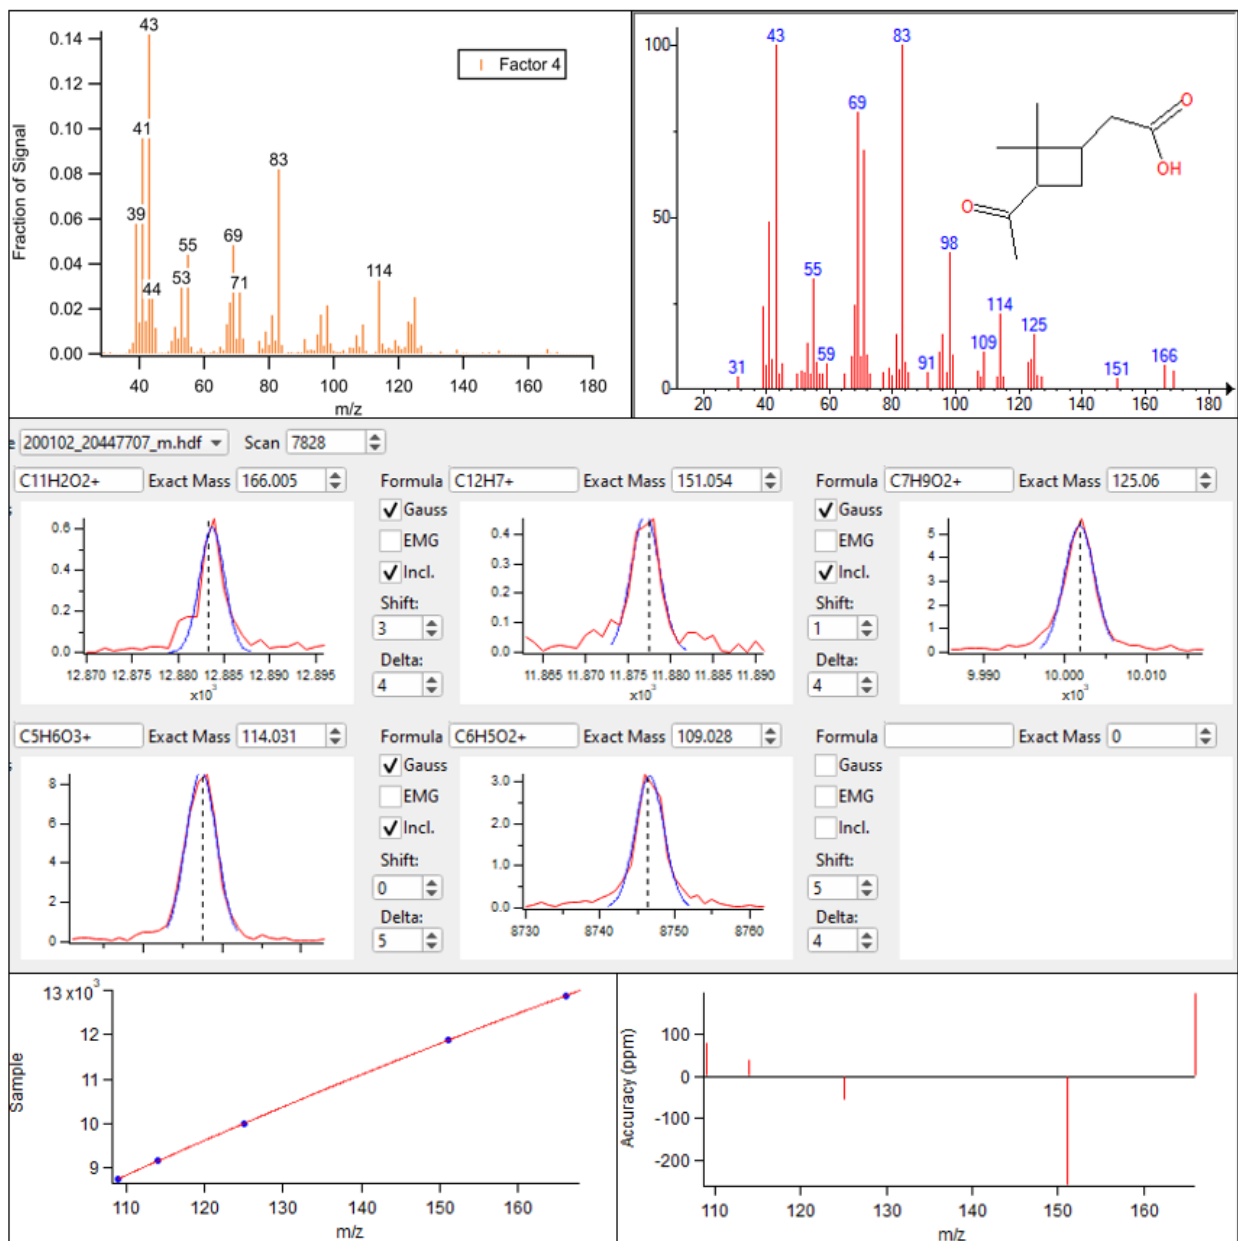 43
0.14
Factor 4
0.12
41
0.10
83
0.08
Fraction of Signal
39
0.06
69
55
0.04
53
71
114
44
0.02
0.00
40
60
80
100
120
140
160
180
m/z
100
43
83
69
O
OH
O
50
98
55
114
125
109
31
59
91
151
166
0
20
40
60
80
100
120
140
160
180
200102_20447707_m.hdf
Scan
7828
C11H2O2+
Exact Mass
166.005
Formula
C12H7+
Exact Mass
151.054
Formula
C7H9O2+
Exact Mass
125.06
0.6
0.4
0.2
0.0
12.870
12.875
12.880
12.885
12.890
12.895
x10³
Gauss
EMG
Incl.
Shift:
3
Delta:
4
0.4
0.3
0.2
0.1
0.0
11.865
11.870
11.875
11.880
11.885
11.890
x10³
Gauss
EMG
Incl.
Shift:
1
Delta:
4
5
4
3
2
1
0
9.990
10.000
10.010
x10³
C5H6O3+
Exact Mass
114.031
Formula
C6H5O2+
Exact Mass
109.028
Formula
Exact Mass
0
8
6
4
2
0
Gauss
EMG
Incl.
Shift:
0
Delta:
5
3.0
2.0
1.0
0.0
8730
8740
8750
8760
Gauss
EMG
Incl.
Shift:
5
Delta:
4
13 x10³
12
11
10
9
Sample
110
120
130
140
150
160
m/z
100
0
-100
-200
Accuracy (ppm)
110
120
130
140
150
160
m/z